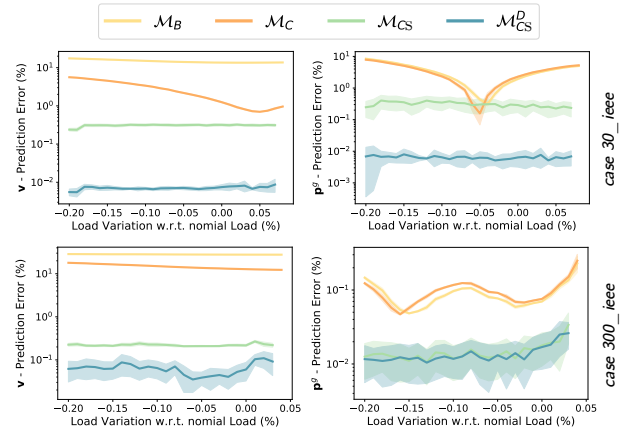 ℳ_B ℳ_C ℳ_CS ℳ_CS^D
10^1
10^0
10^-1
10^-2
v - Prediction Error (%)
−0.20 −0.15 −0.10 −0.05 0.00 0.05
Load Variation w.r.t. nomial Load (%)
10^1
10^0
10^-1
10^-2
10^-3
p^g - Prediction Error (%)
−0.20 −0.15 −0.10 −0.05 0.00 0.05
Load Variation w.r.t. nomial Load (%)
case 30_ieee
10^1
10^-1
v - Prediction Error (%)
−0.20 −0.15 −0.10 −0.05 0.00 0.05
Load Variation w.r.t. nomial Load (%)
10^-1
10^-2
p^g - Prediction Error (%)
−0.20 −0.15 −0.10 −0.05 0.00 0.05
Load Variation w.r.t. nomial Load (%)
case 300_ieee